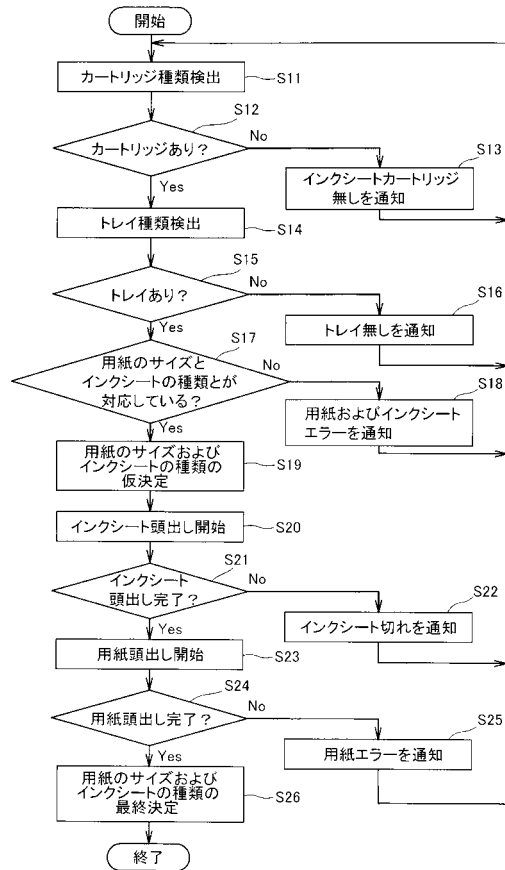 開始
カートリッジ種類検出
S11
S12
カートリッジあり?
No
Yes
S13
インクシートカートリッジ
無しを通知
トレイ種類検出
S14
S15
トレイあり?
No
Yes
S16
トレイ無しを通知
S17
用紙のサイズと
インクシートの種類とが
対応している?
No
Yes
S18
用紙およびインクシート
エラーを通知
用紙のサイズおよび
インクシートの種類の
仮決定
S19
インクシート頭出し開始
S20
S21
インクシート
頭出し完了?
No
Yes
S22
インクシート切れを通知
用紙頭出し開始
S23
S24
用紙頭出し完了?
No
Yes
S25
用紙エラーを通知
用紙のサイズおよび
インクシートの種類の
最終決定
S26
終了